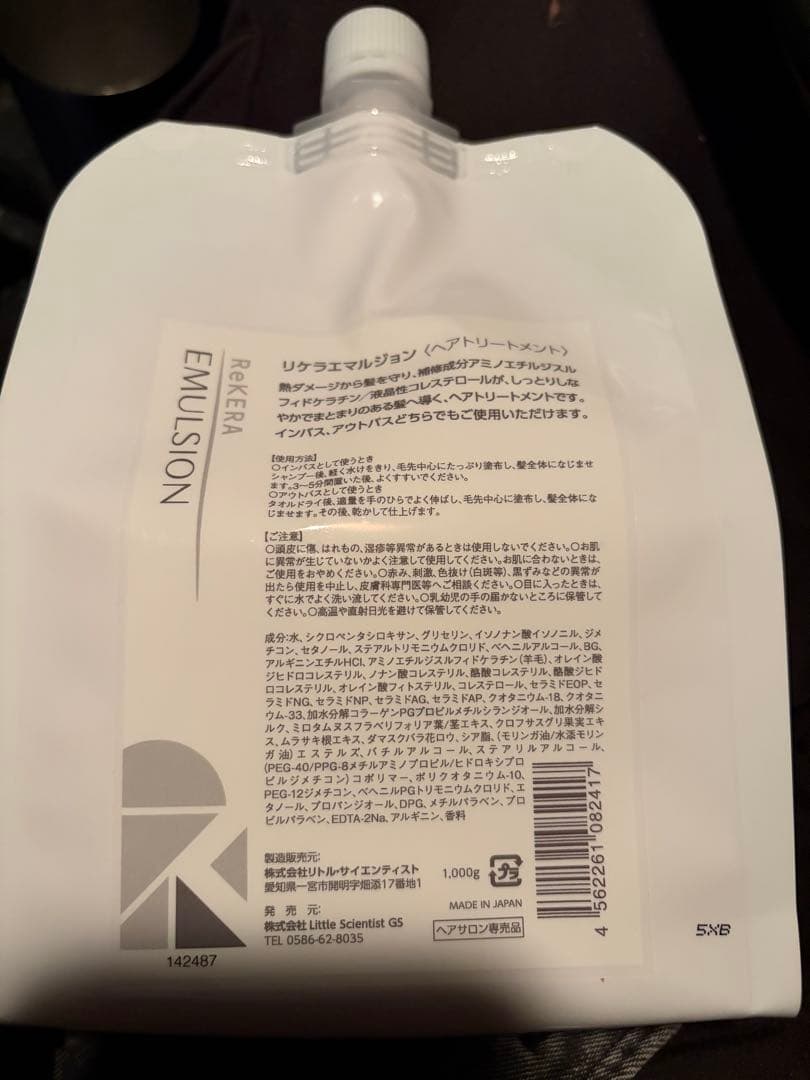 ReKERA
EMULSION
リケラエマルジョン〈ヘアトリートメント〉
熱ダメージから髪を守り、補修成分アミノエチルジスル
フィドケラチン/液晶性コレステロールが、しっとりしな
やかでまとまりのある髪へ導く、ヘアトリートメントです。
インバス、アウトバスどちらでもご使用いただけます。
【使用方法】
○インバスとして使うとき
シャンプー後、軽く水けをきり、毛先中心にたっぷり塗布し、髪全体になじませ
ます。3〜5分間置いた後、よくすすいでください。
○アウトバスとして使うとき
タオルドライ後、適量を手のひらでよく伸ばし、毛先中心に塗布し、髪全体にな
じませます。その後、乾かして仕上げます。
【ご注意】
○頭皮に傷、はれもの、湿疹等異常があるときは使用しないでください。○お肌
に異常が生じていないかよく注意して使用してください。お肌に合わないときは、
ご使用をおやめください。○赤み、刺激、色抜け(白斑等)、黒ずみなどの異常が
出たら使用を中止し、皮膚科専門医等へご相談ください。○目に入ったときは、
すぐに水でよく洗い流してください。○乳幼児の手の届かないところに保管して
ください。○高温や直射日光を避けて保管してください。
成分:水、シクロペンタシロキサン、グリセリン、イソノナン酸イソノニル、ジメ
チコン、セタノール、ステアルトリモニウムクロリド、ベヘニルアルコール、BG、
アルギニンエチルHCl、アミノエチルジスルフィドケラチン(羊毛)、オレイン酸
ジヒドロコレステリル、ノナン酸コレステリル、酪酸コレステリル、酪酸ジヒド
ロコレステリル、オレイン酸フィトステリル、コレステロール、セラミドEOP、セ
ラミドNG、セラミドNP、セラミドAG、セラミドAP、クオタニウム-18、クオタニ
ウム-33、加水分解コラーゲンPGプロピルメチルシランジオール、加水分解シ
ルク、ミロタムヌスフラベリフォリア葉/茎エキス、クロフサスグリ果実エキ
ス、ムラサキ根エキス、ダマスクバラ花ロウ、シア脂、(モリンガ油/水添モリン
ガ油)エステルズ、バチルアルコール、ステアリルアルコール、
(PEG-40/PPG-8メチルアミノプロピル/ヒドロキシプロ
ピルジメチコン)コポリマー、ポリクオタニウム-10、
PEG-12ジメチコン、ベヘニルPGトリモニウムクロリド、エ
タノール、プロパンジオール、DPG、メチルパラベン、プロ
ピルパラベン、EDTA-2Na、アルギニン、香料
製造販売元:
株式会社リトル・サイエンティスト
愛知県一宮市開明字畑添17番地1
発売元:
株式会社 Little Scientist GS
TEL 0586-62-8035
1,000g
プラ
MADE IN JAPAN
ヘアサロン専売品
4 562261 082417
142487
5XB